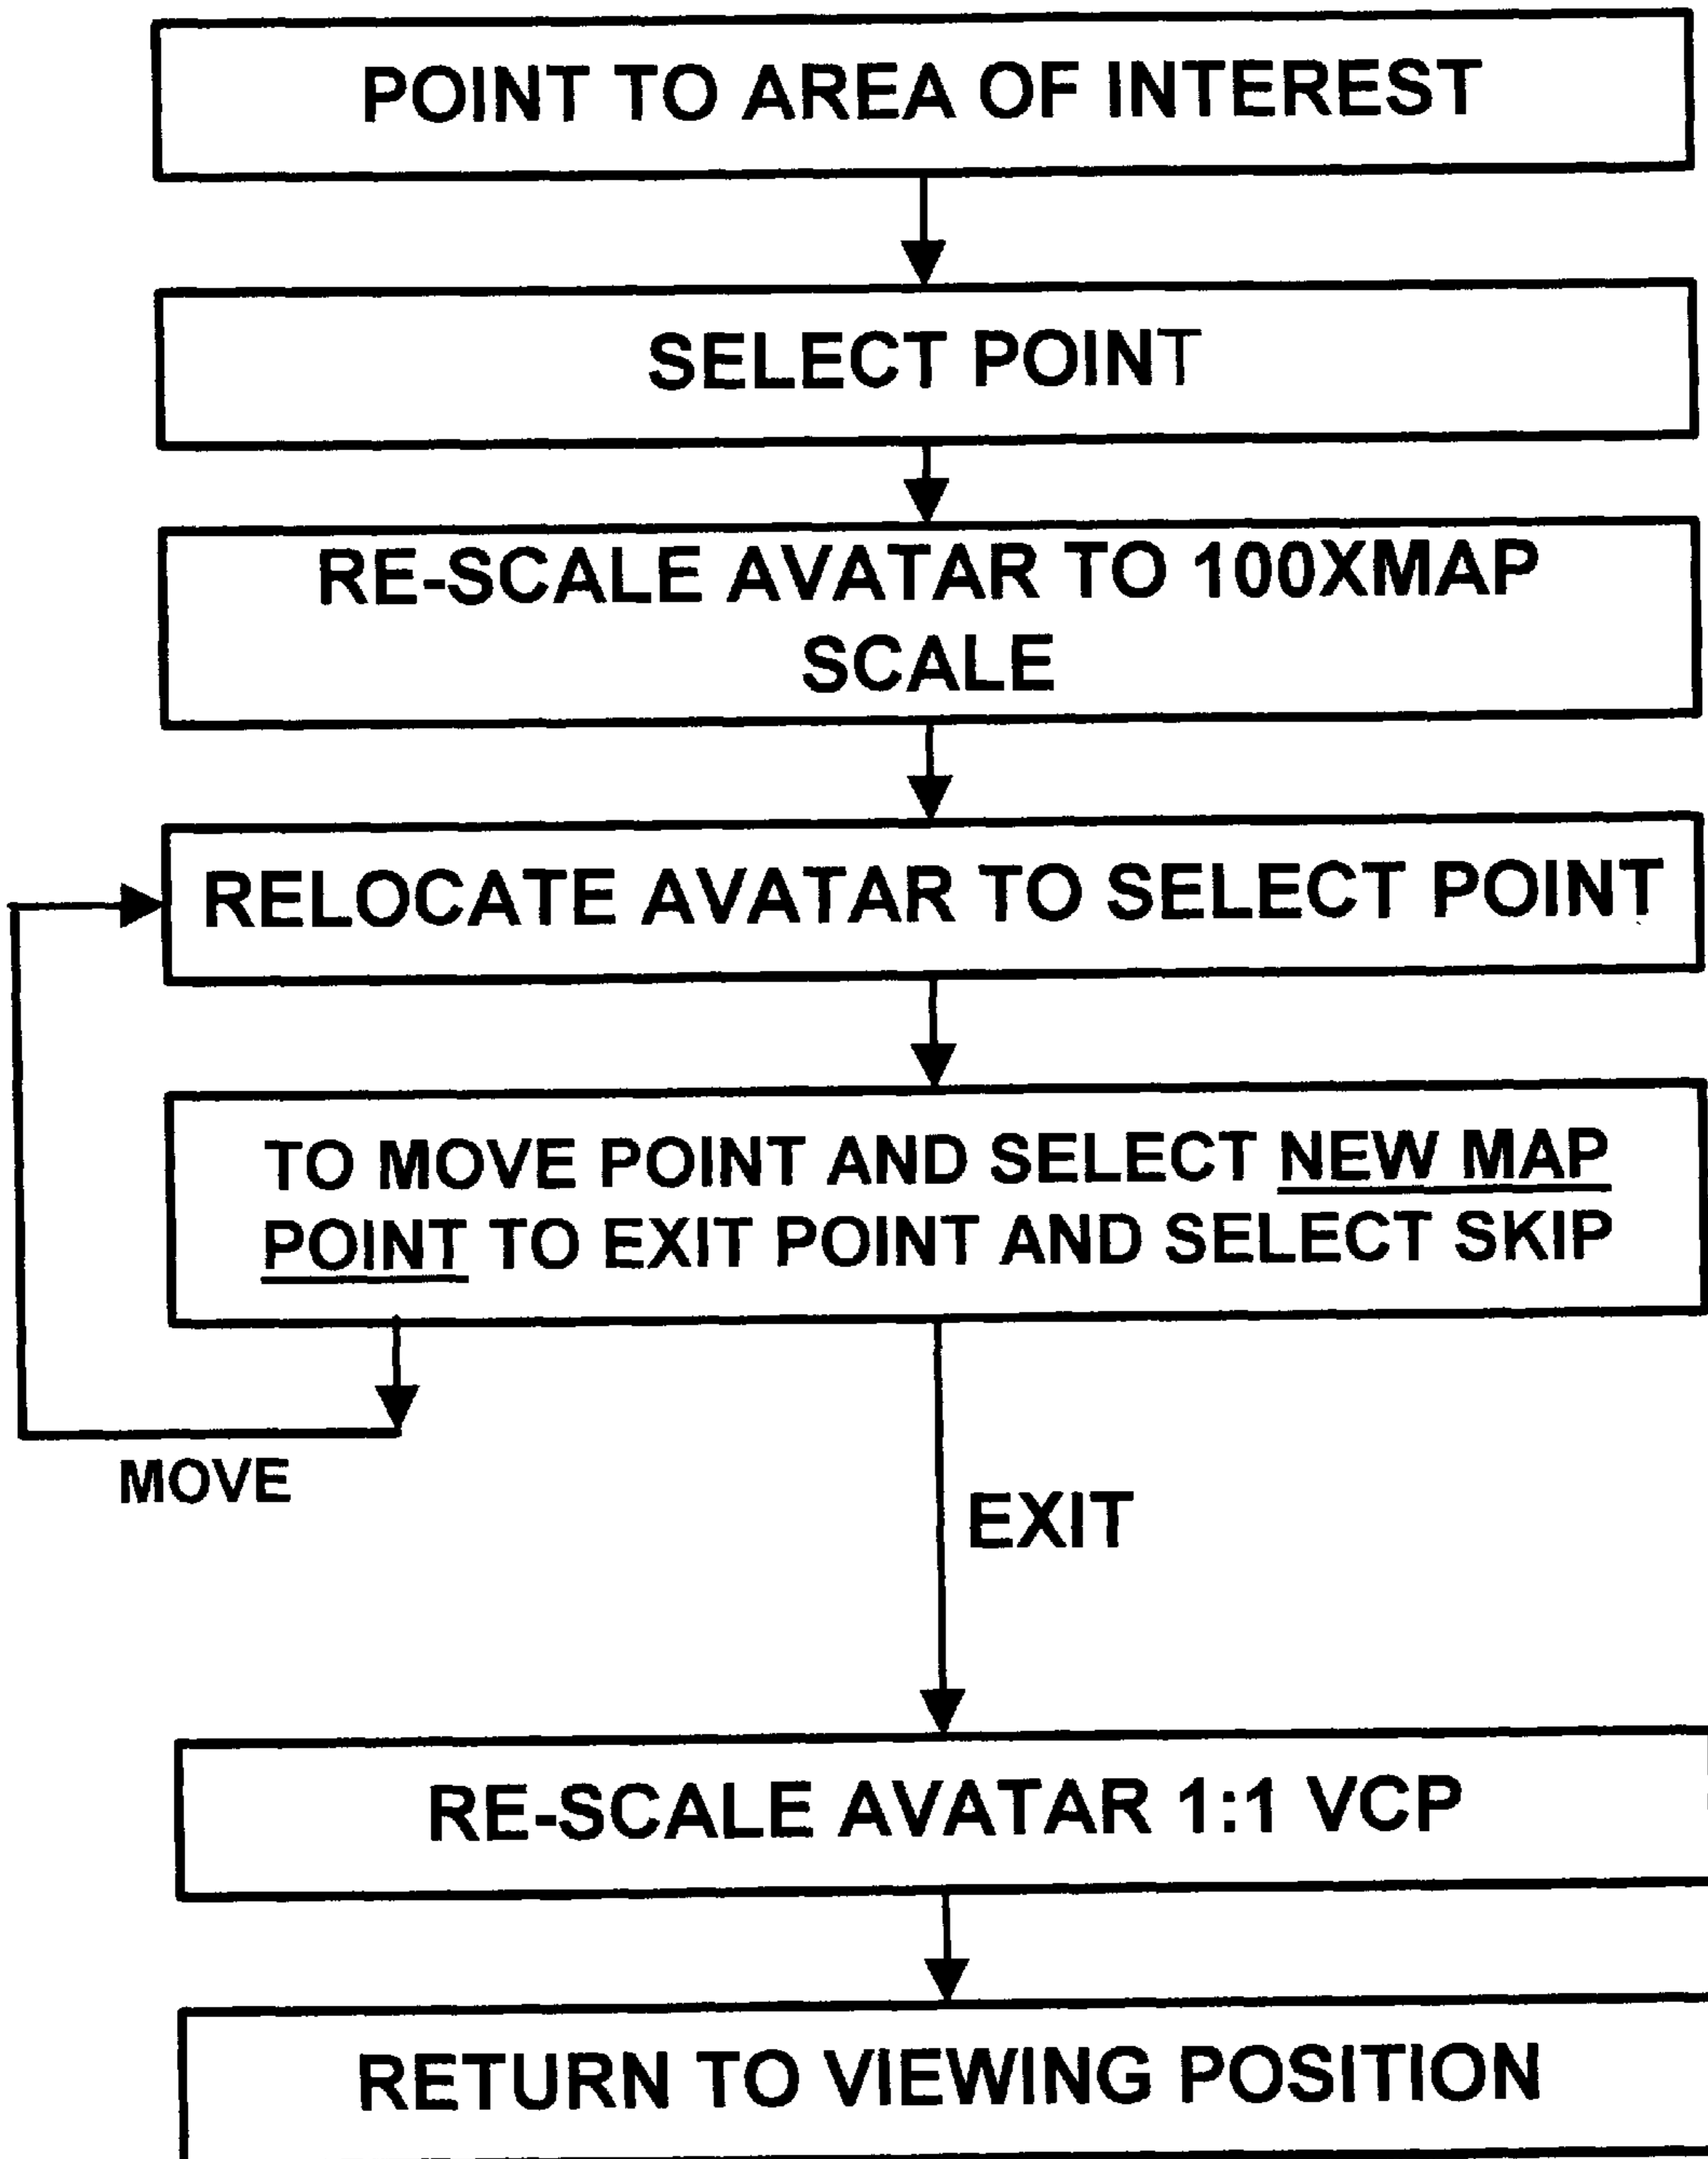 POINT TO AREA OF INTEREST
SELECT POINT
RE-SCALE AVATAR TO 100XMAP
SCALE
RELOCATE AVATAR TO SELECT POINT
TO MOVE POINT AND SELECT NEW MAP
POINT TO EXIT POINT AND SELECT SKIP
MOVE
EXIT
RE-SCALE AVATAR 1:1 VCP
RETURN TO VIEWING POSITION